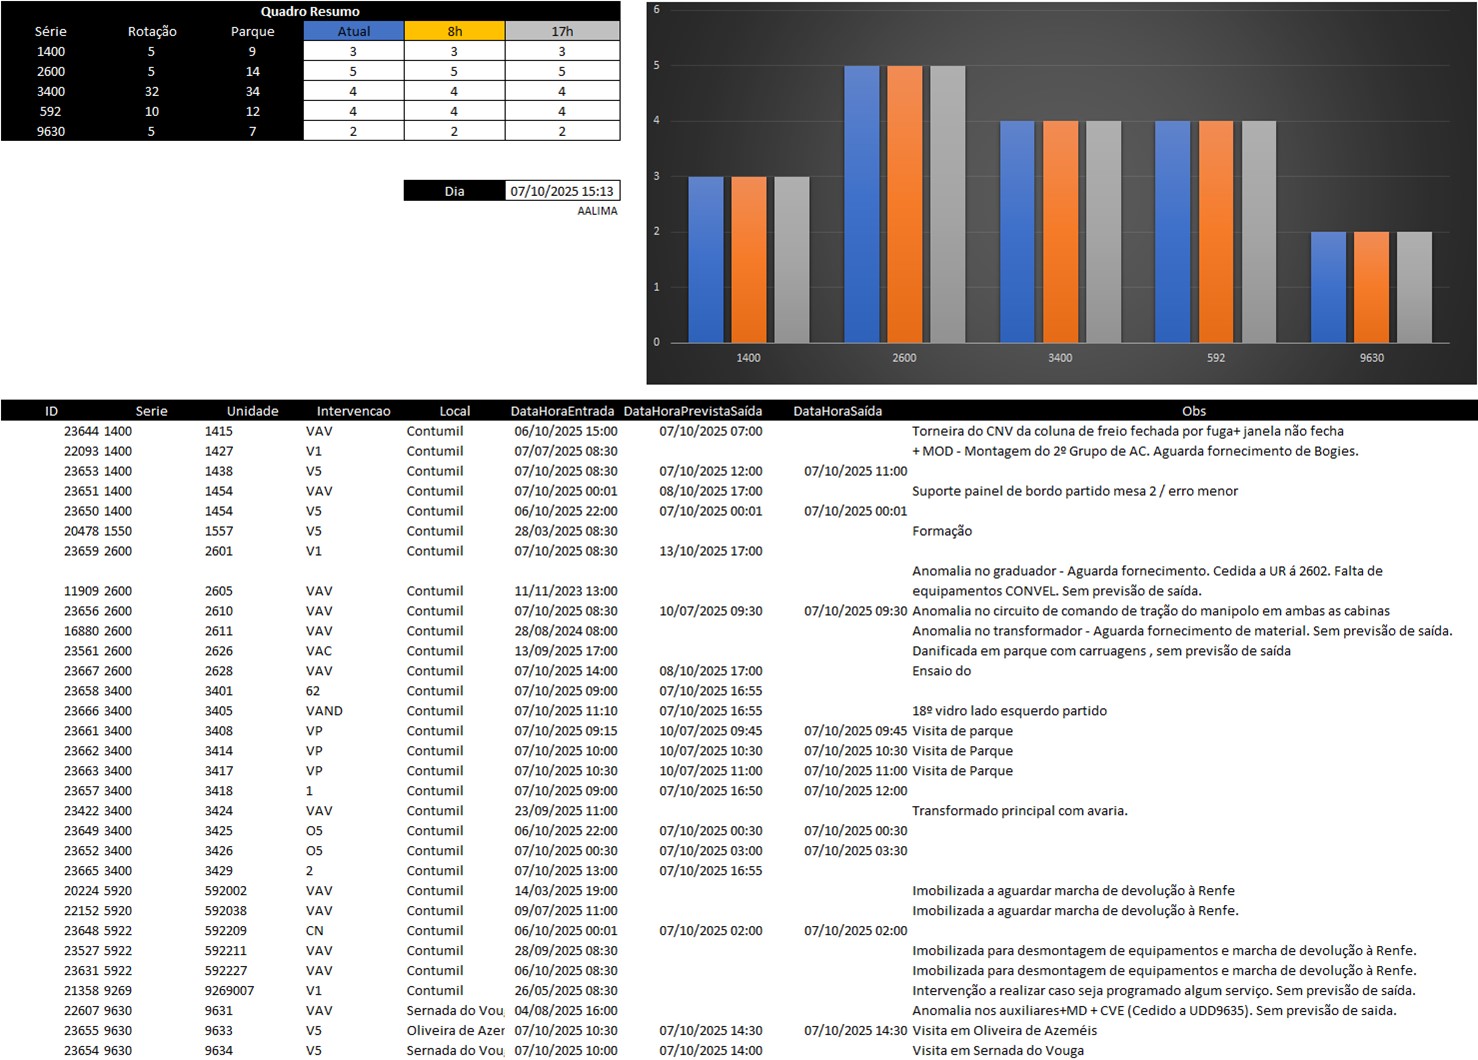 Quadro Resumo
Série Rotação Parque Atual 8h 17h
1400 5 9 3 3 3
2600 5 14 5 5 5
3400 32 34 4 4 4
592 10 12 4 4 4
9630 5 7 2 2 2
Dia 07/10/2025 15:13
AALIMA
6
5
4
3
2
1
0
1400 2600 3400 592 9630
ID Serie Unidade Intervencao Local DataHoraEntrada DataHoraPrevistaSaída DataHoraSaída Obs
23644 1400 1415 VAV Contumil 06/10/2025 15:00 07/10/2025 07:00 Torneira do CNV da coluna de freio fechada por fuga+ janela não fecha
22093 1400 1427 V1 Contumil 07/07/2025 08:30 + MOD - Montagem do 2º Grupo de AC. Aguarda fornecimento de Bogies.
23653 1400 1438 V5 Contumil 07/10/2025 08:30 07/10/2025 12:00 07/10/2025 11:00
23651 1400 1454 VAV Contumil 07/10/2025 00:01 08/10/2025 17:00 Suporte painel de bordo partido mesa 2 / erro menor
23650 1400 1454 V5 Contumil 06/10/2025 22:00 07/10/2025 00:01 07/10/2025 00:01
20478 1550 1557 V5 Contumil 28/03/2025 08:30 Formação
23659 2600 2601 V1 Contumil 07/10/2025 08:30 13/10/2025 17:00
Anomalia no graduador - Aguarda fornecimento. Cedida a UR á 2602. Falta de
11909 2600 2605 VAV Contumil 11/11/2023 13:00 equipamentos CONVEL. Sem previsão de saída.
23656 2600 2610 VAV Contumil 07/10/2025 08:30 10/07/2025 09:30 07/10/2025 09:30 Anomalia no circuito de comando de tração do manipolo em ambas as cabinas
16880 2600 2611 VAV Contumil 28/08/2024 08:00 Anomalia no transformador - Aguarda fornecimento de material. Sem previsão de saída.
23561 2600 2626 VAC Contumil 13/09/2025 17:00 Danificada em parque com carruagens , sem previsão de saída
23667 2600 2628 VAV Contumil 07/10/2025 14:00 08/10/2025 17:00 Ensaio do
23658 3400 3401 62 Contumil 07/10/2025 09:00 07/10/2025 16:55
23666 3400 3405 VAND Contumil 07/10/2025 11:10 07/10/2025 16:55 18º vidro lado esquerdo partido
23661 3400 3408 VP Contumil 07/10/2025 09:15 10/07/2025 09:45 07/10/2025 09:45 Visita de parque
23662 3400 3414 VP Contumil 07/10/2025 10:00 10/07/2025 10:30 07/10/2025 10:30 Visita de Parque
23663 3400 3417 VP Contumil 07/10/2025 10:30 10/07/2025 11:00 07/10/2025 11:00 Visita de Parque
23657 3400 3418 1 Contumil 07/10/2025 09:00 07/10/2025 16:50 07/10/2025 12:00
23422 3400 3424 VAV Contumil 23/09/2025 11:00 Transformado principal com avaria.
23649 3400 3425 O5 Contumil 06/10/2025 22:00 07/10/2025 00:30 07/10/2025 00:30
23652 3400 3426 O5 Contumil 07/10/2025 00:30 07/10/2025 03:00 07/10/2025 03:30
23665 3400 3429 2 Contumil 07/10/2025 13:00 07/10/2025 16:55
20224 5920 592002 VAV Contumil 14/03/2025 19:00 Imobilizada a aguardar marcha de devolução à Renfe
22152 5920 592038 VAV Contumil 09/07/2025 11:00 Imobilizada a aguardar marcha de devolução à Renfe.
23648 5922 592209 CN Contumil 06/10/2025 00:01 07/10/2025 02:00 07/10/2025 02:00
23527 5922 592211 VAV Contumil 28/09/2025 08:30 Imobilizada para desmontagem de equipamentos e marcha de devolução à Renfe.
23631 5922 592227 VAV Contumil 06/10/2025 08:30 Imobilizada para desmontagem de equipamentos e marcha de devolução à Renfe.
21358 9269 9269007 V1 Contumil 26/05/2025 08:30 Intervenção a realizar caso seja programado algum serviço. Sem previsão de saída.
22607 9630 9631 VAV Sernada do Vou 04/08/2025 16:00 Anomalia nos auxiliares+MD + CVE (Cedido a UDD9635). Sem previsão de saida.
23655 9630 9633 V5 Oliveira de Azer 07/10/2025 10:30 07/10/2025 14:30 07/10/2025 14:30 Visita em Oliveira de Azeméis
23654 9630 9634 V5 Sernada do Vou 07/10/2025 10:00 07/10/2025 14:00 Visita em Sernada do Vouga